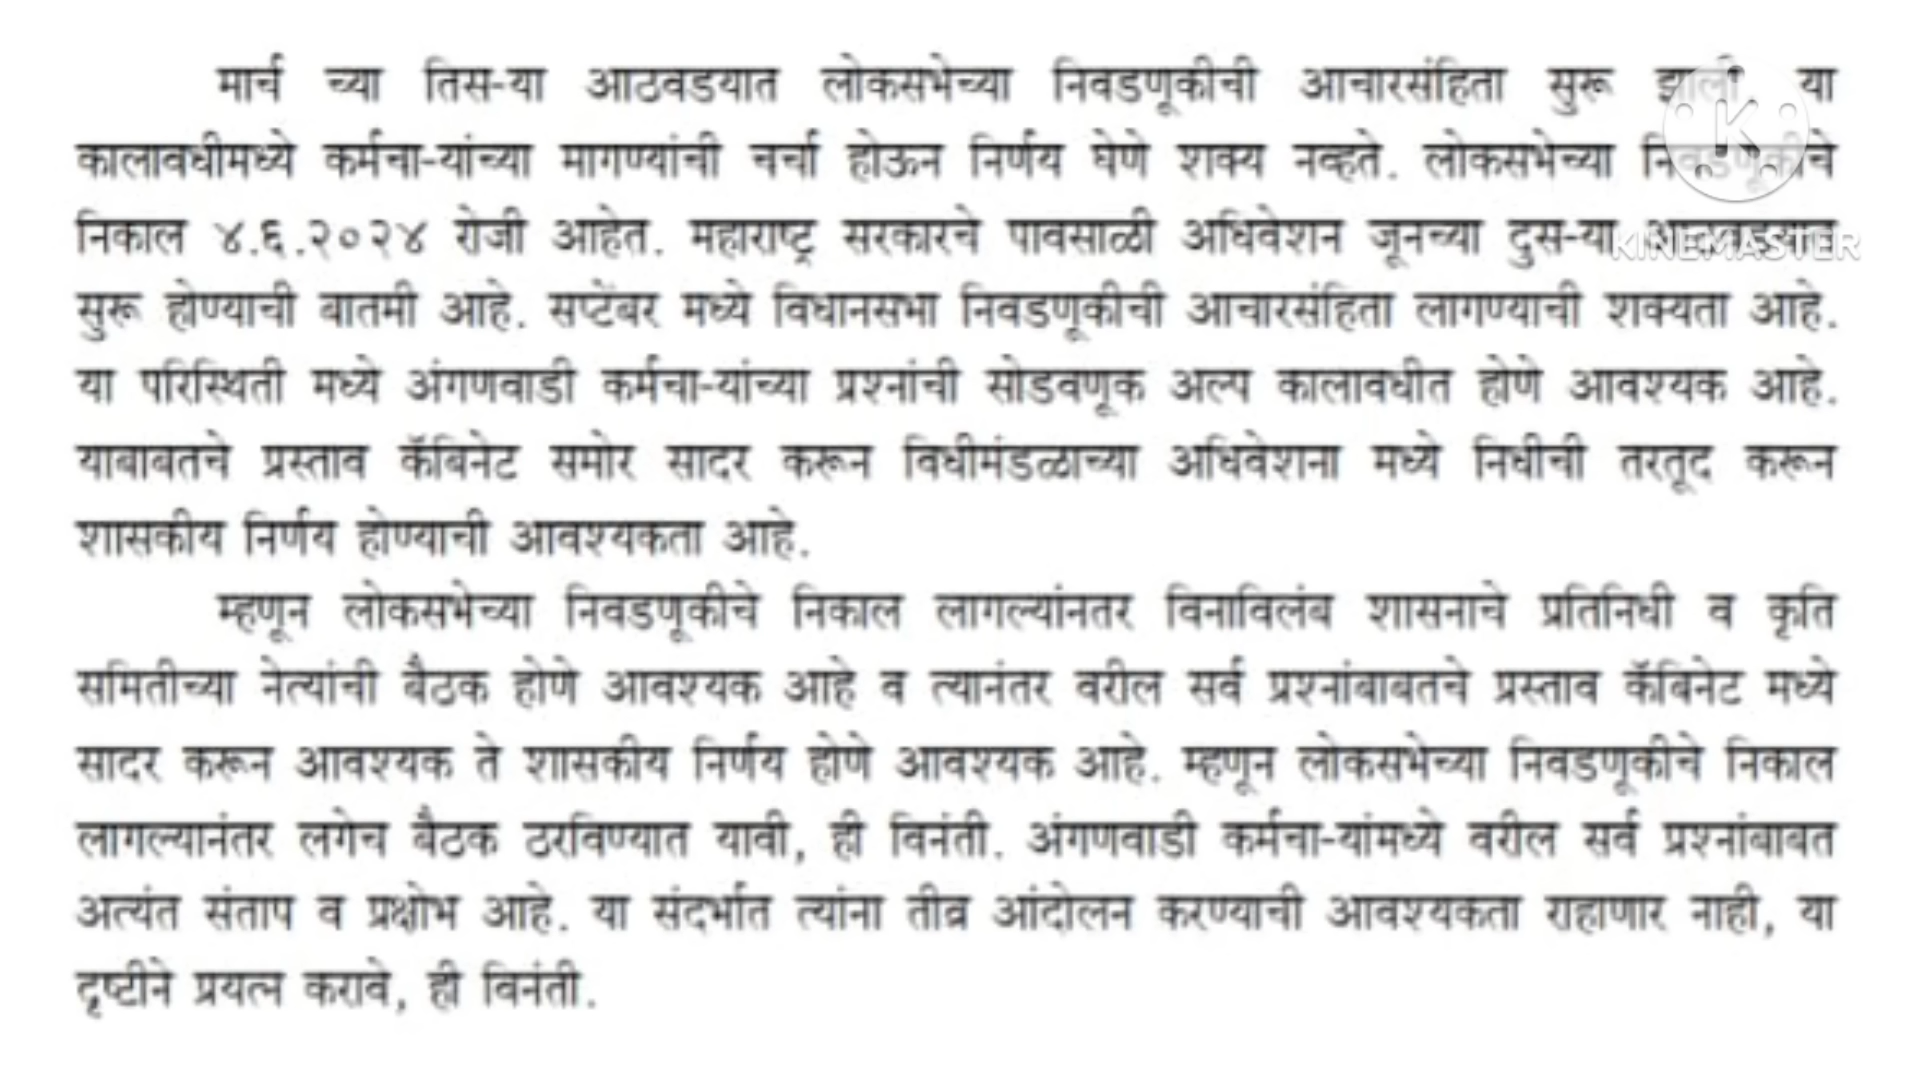 मार्च च्या तिस-या आठवडयात लोकसभेच्या निवडणूकीची आचारसंहिता सुरू झाली या
कालावधीमध्ये कर्मचा-यांच्या मागण्यांची चर्चा होऊन निर्णय घेणे शक्य नव्हते. लोकसभेच्या निवडणूकीचे
निकाल ४.६.२०२४ रोजी आहेत. महाराष्ट्र सरकारचे पावसाळी अधिवेशन जूनच्या दुस-या आठवडयात
सुरू होण्याची बातमी आहे. सप्टेंबर मध्ये विधानसभा निवडणूकीची आचारसंहिता लागण्याची शक्यता आहे.
या परिस्थिती मध्ये अंगणवाडी कर्मचा-यांच्या प्रश्नांची सोडवणूक अल्प कालावधीत होणे आवश्यक आहे.
याबाबतचे प्रस्ताव कॅबिनेट समोर सादर करून विधीमंडळाच्या अधिवेशना मध्ये निधीची तरतूद करून
शासकीय निर्णय होण्याची आवश्यकता आहे.
म्हणून लोकसभेच्या निवडणूकीचे निकाल लागल्यांनतर विनाविलंब शासनाचे प्रतिनिधी व कृति
समितीच्या नेत्यांची बैठक होणे आवश्यक आहे व त्यानंतर वरील सर्व प्रश्नांबाबतचे प्रस्ताव कॅबिनेट मध्ये
सादर करून आवश्यक ते शासकीय निर्णय होणे आवश्यक आहे. म्हणून लोकसभेच्या निवडणूकीचे निकाल
लागल्यानंतर लगेच बैठक ठरविण्यात यावी, ही विनंती. अंगणवाडी कर्मचा-यांमध्ये वरील सर्व प्रश्नांबाबत
अत्यंत संताप व प्रक्षोभ आहे. या संदर्भात त्यांना तीव्र आंदोलन करण्याची आवश्यकता राहाणार नाही, या
दृष्टीने प्रयत्न करावे, ही विनंती.
K
KINEMASTER